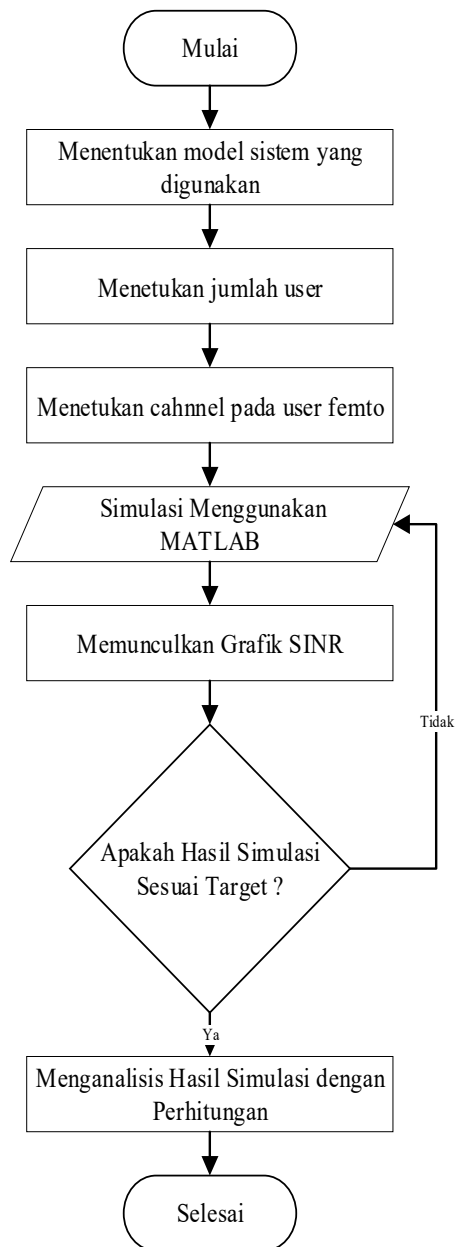 Mulai
Menentukan model sistem yang
digunakan
Menetukan jumlah user
Menetukan cahnnel pada user femto
Simulasi Menggunakan
MATLAB
Memunculkan Grafik SINR
Tidak
Apakah Hasil Simulasi
Sesuai Target ?
Ya
Menganalisis Hasil Simulasi dengan
Perhitungan
Selesai